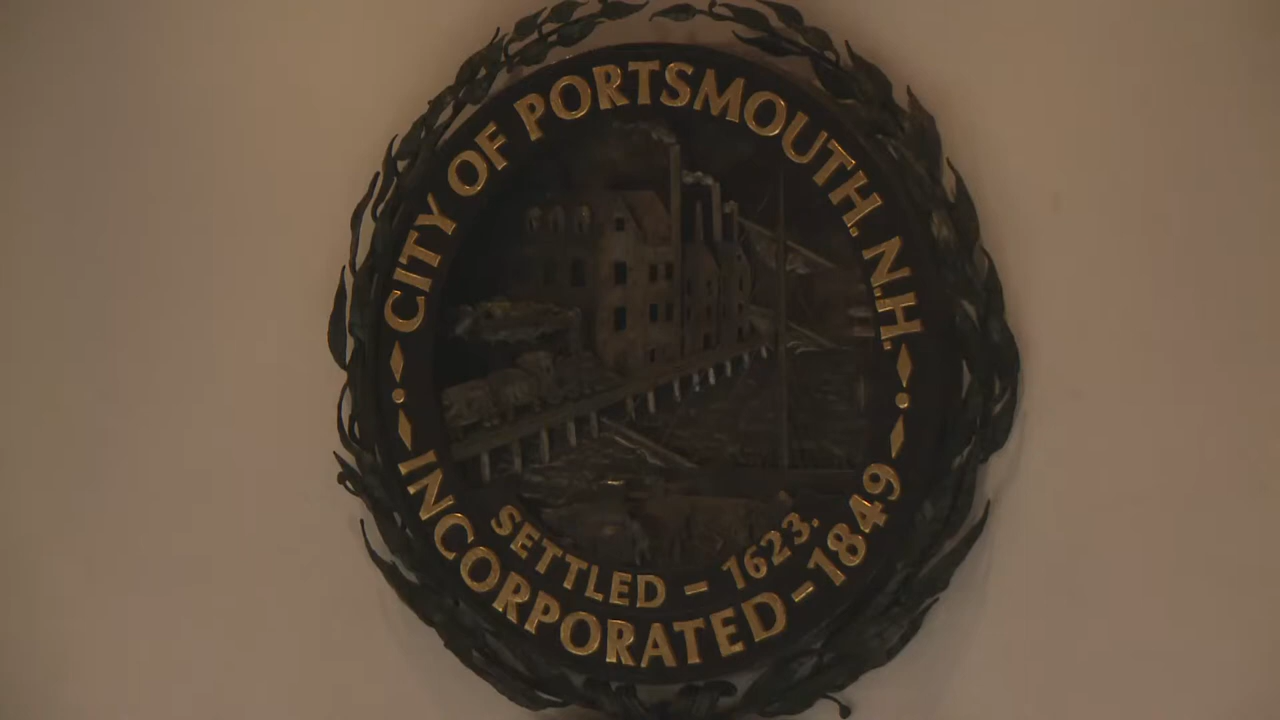 CITY OF PORTSMOUTH. N.H.
SETTLED – 1623.
INCORPORATED – 1849